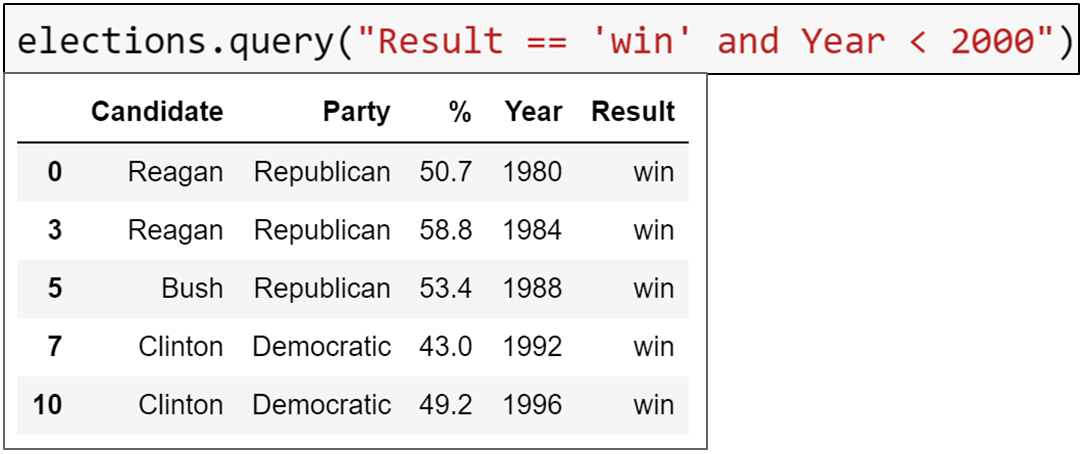 elections.query("Result == 'win' and Year < 2000")
Candidate Party % Year Result
0 Reagan Republican 50.7 1980 win
3 Reagan Republican 58.8 1984 win
5 Bush Republican 53.4 1988 win
7 Clinton Democratic 43.0 1992 win
10 Clinton Democratic 49.2 1996 win